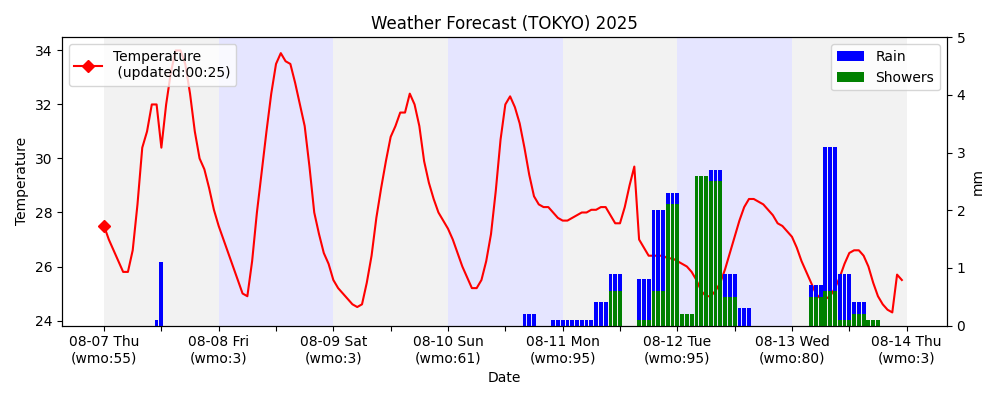 Weather Forecast (TOKYO) 2025
Temperature
(updated:00:25)
Rain
Showers
34
32
30
28
26
24
Temperature
5
4
3
2
1
0
mm
08-07 Thu
(wmo:55)
08-08 Fri
(wmo:3)
08-09 Sat
(wmo:3)
08-10 Sun
(wmo:61)
08-11 Mon
(wmo:95)
08-12 Tue
(wmo:95)
08-13 Wed
(wmo:80)
08-14 Thu
(wmo:3)
Date